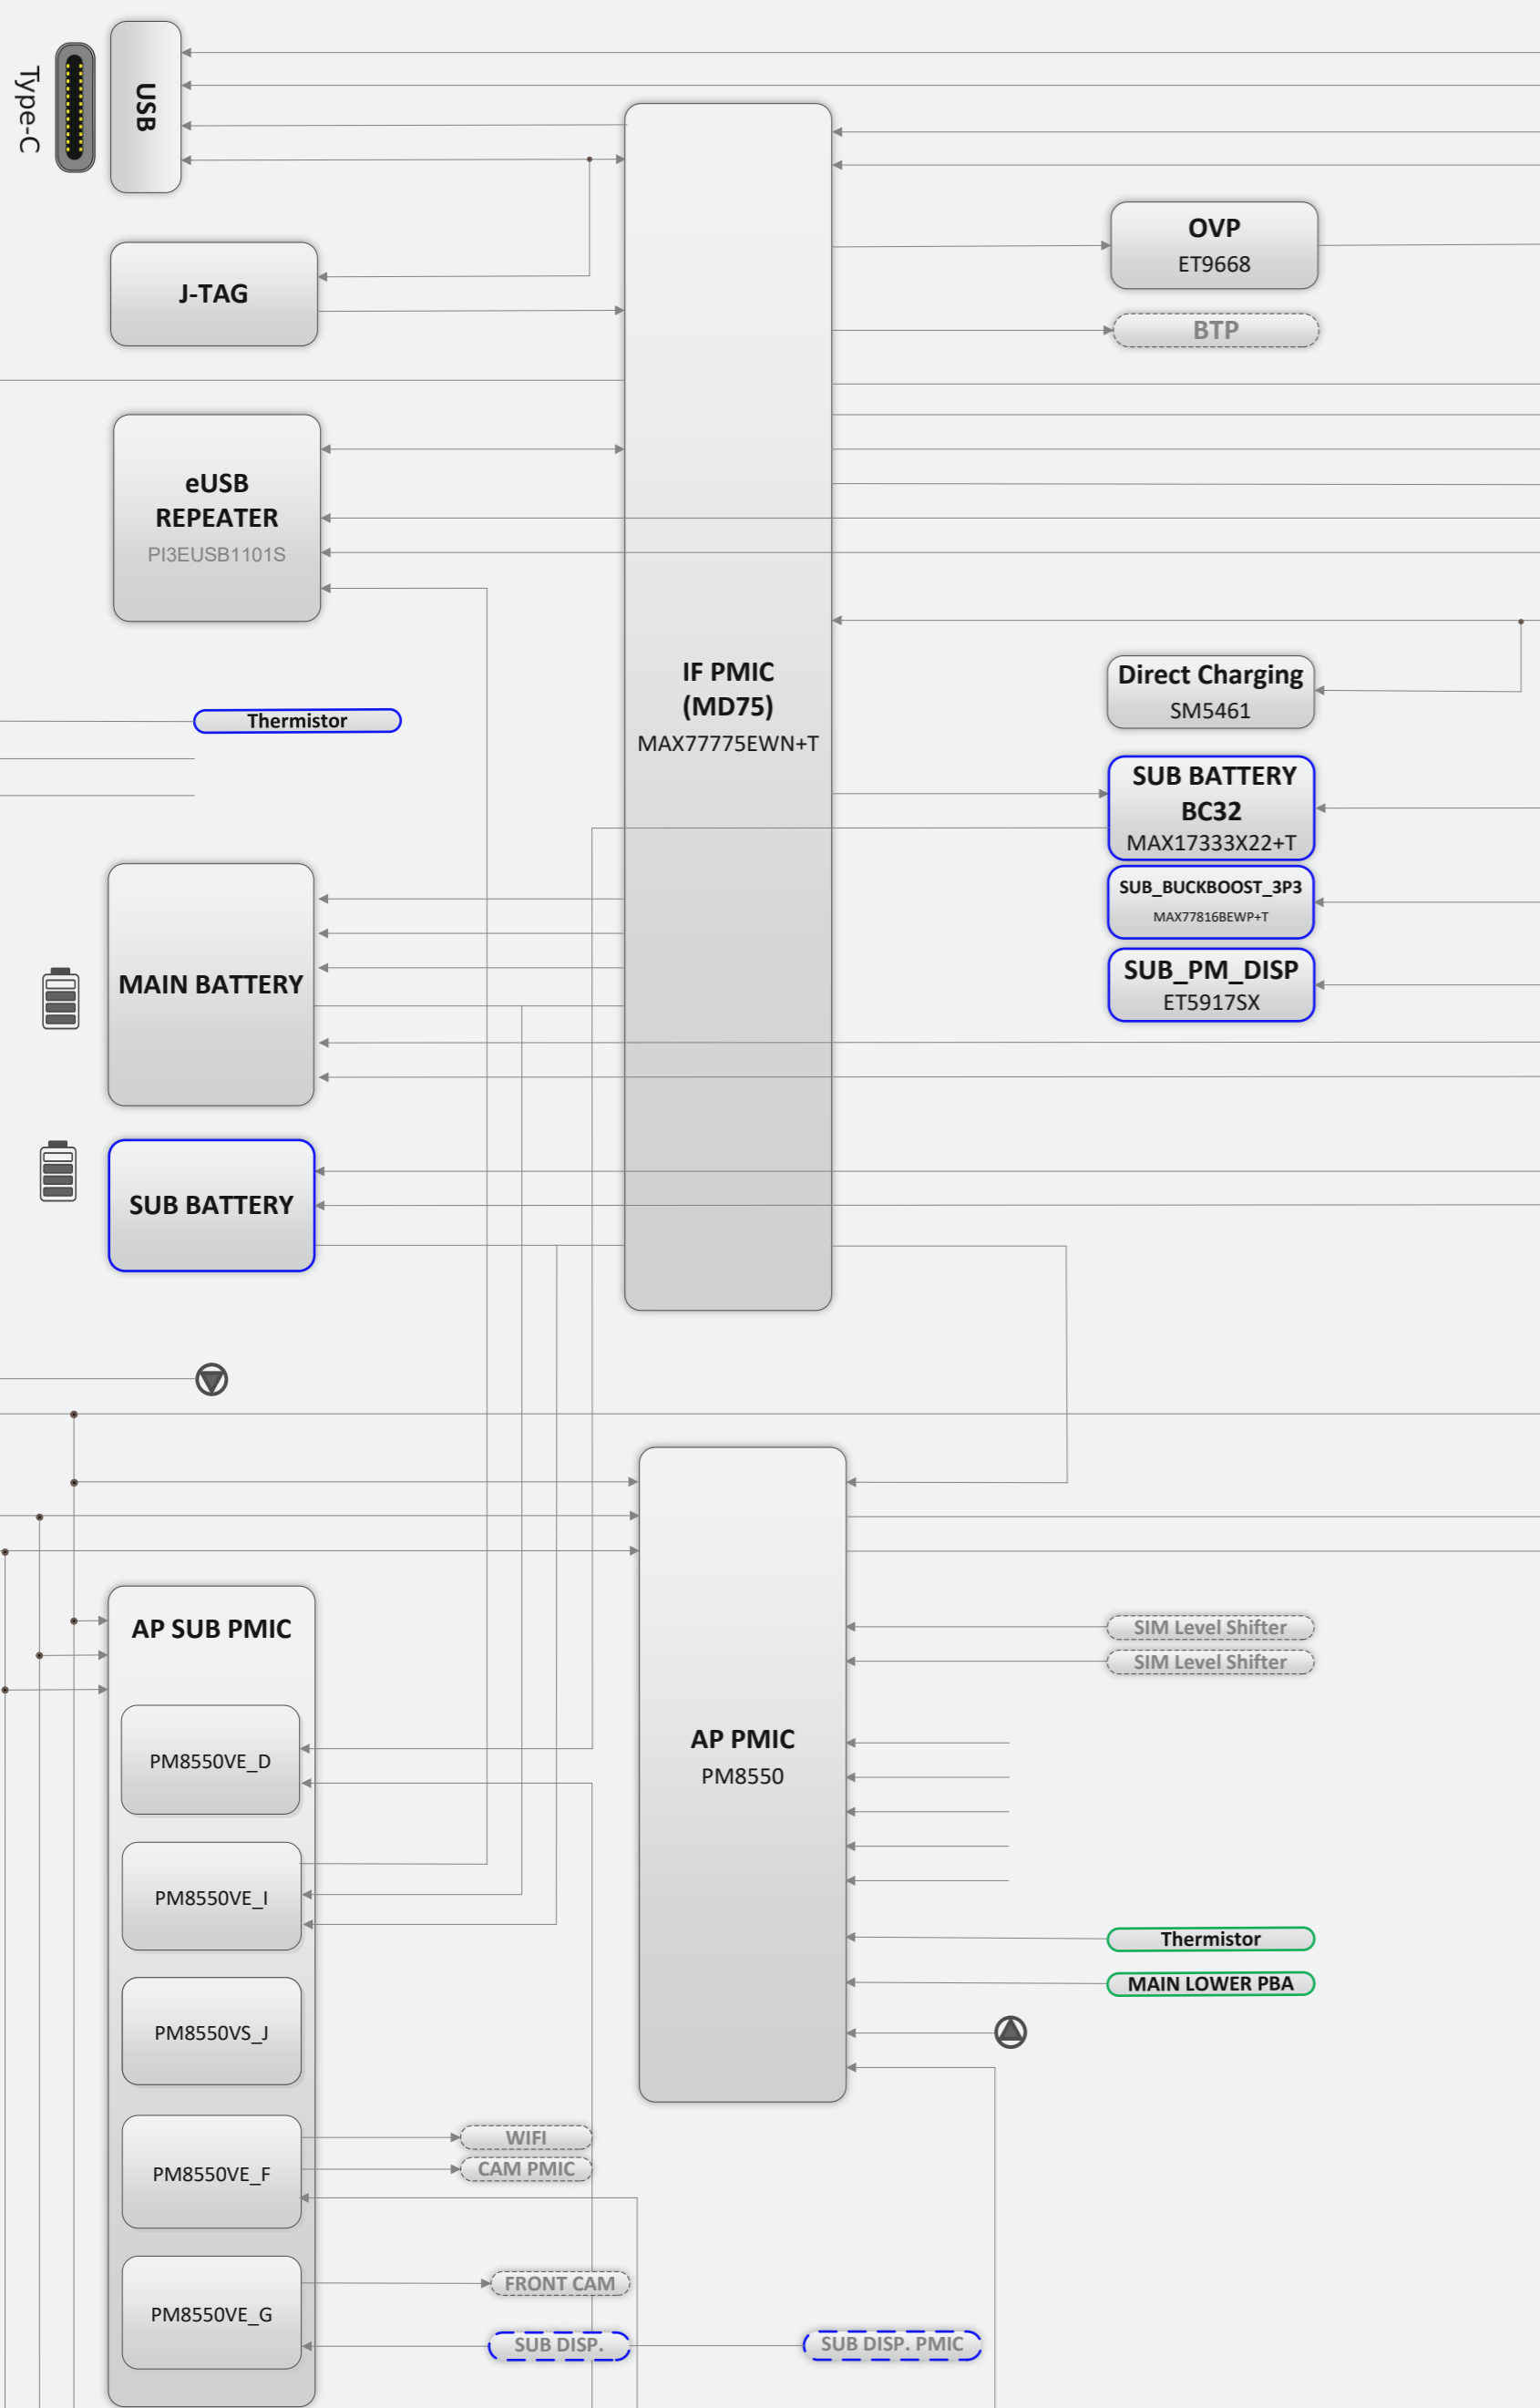 Type-C
USB
J-TAG
OVP
ET9668
BTP
eUSB
REPEATER
PI3EUSB1101S
IF PMIC
(MD75)
MAX77775EWN+T
Direct Charging
SM5461
Thermistor
SUB BATTERY
BC32
MAX17333X22+T
SUB_BUCKBOOST_3P3
MAX77816BEWP+T
SUB_PM_DISP
ET5917SX
MAIN BATTERY
SUB BATTERY
AP SUB PMIC
PM8550VE_D
PM8550VE_I
PM8550VS_J
PM8550VE_F
PM8550VE_G
AP PMIC
PM8550
SIM Level Shifter
SIM Level Shifter
Thermistor
MAIN LOWER PBA
WIFI
CAM PMIC
FRONT CAM
SUB DISP.
SUB DISP. PMIC